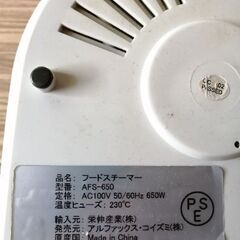 QC 02
PASSED
品名：フードスチーマー
型名：AFS-650
定格：AC100V 50/60Hz 650W
温度ヒューズ：230℃
PS
E
輸入元：栄伸産業(株)
発売元：アルファックス・コイズミ(株)
原産国：Made in China